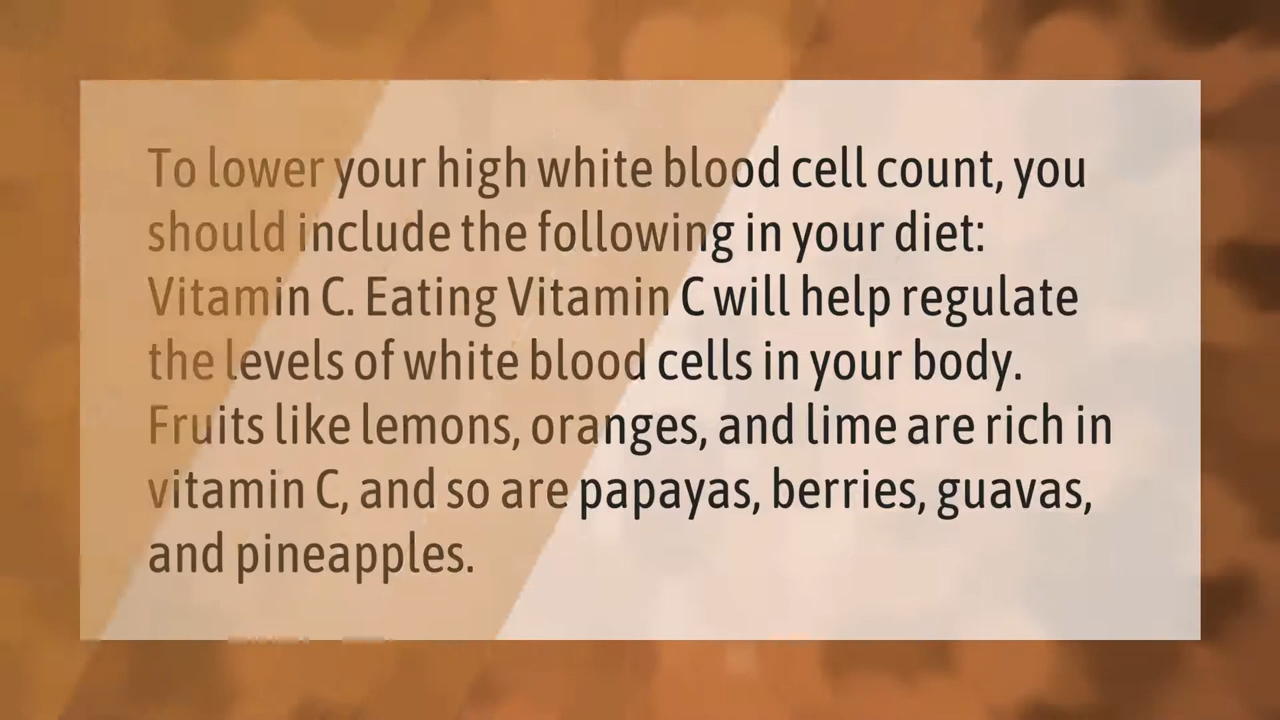 To lower your high white blood cell count, you
should include the following in your diet:
Vitamin C. Eating Vitamin C will help regulate
the levels of white blood cells in your body.
Fruits like lemons, oranges, and lime are rich in
vitamin C, and so are papayas, berries, guavas,
and pineapples.